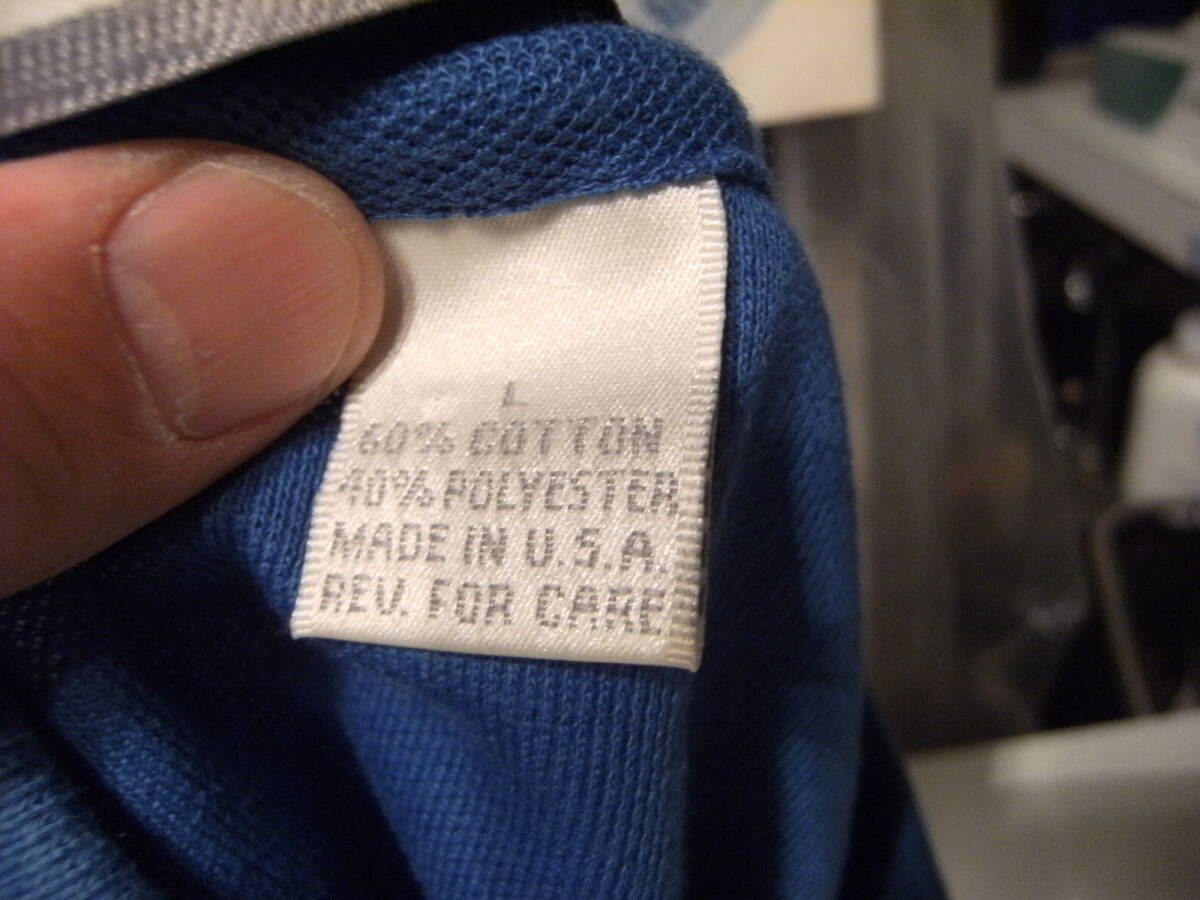 L
60% COTTON
40% POLYESTER
MADE IN U.S.A.
REV. FOR CARE